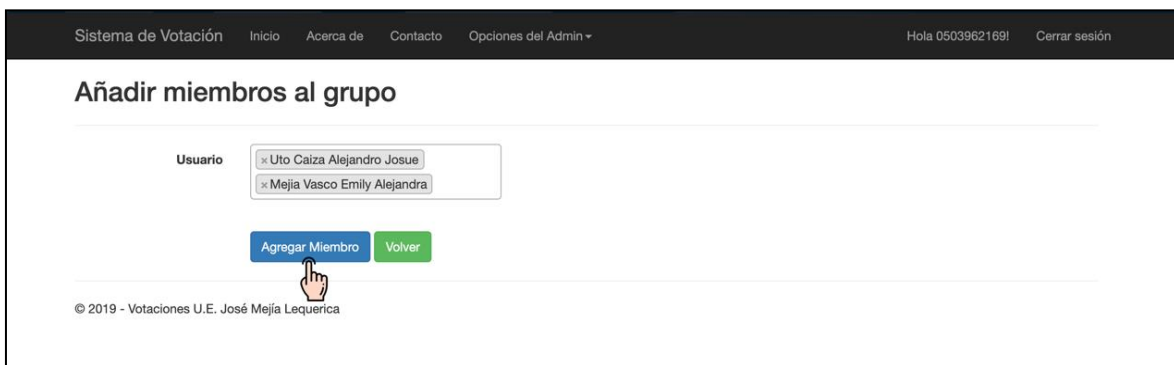 Sistema de Votación Inicio Acerca de Contacto Opciones del Admin Hola 0503962169! Cerrar sesión
Añadir miembros al grupo
Usuario
×Uto Caiza Alejandro Josue
×Mejia Vasco Emily Alejandra
Agregar Miembro Volver
© 2019 - Votaciones U.E. José Mejía Lequerica